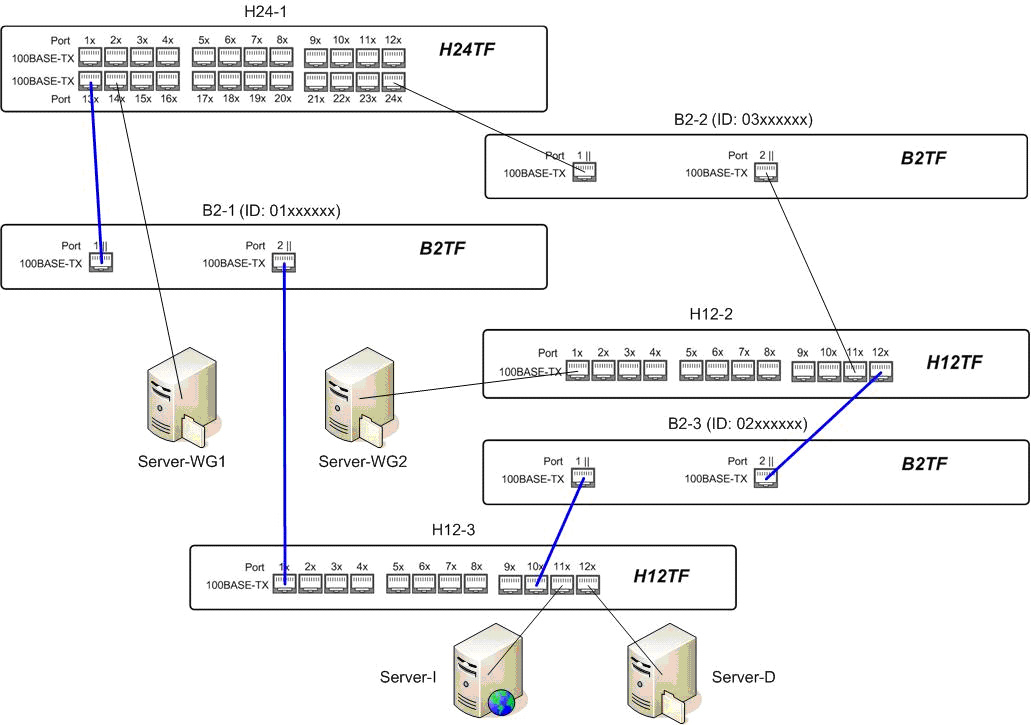 H24-1
Port 1x 2x 3x 4x 5x 6x 7x 8x 9x 10x 11x 12x H24TF
100BASE-TX
100BASE-TX
Port 13x 14x 15x 16x 17x 18x 19x 20x 21x 22x 23x 24x
B2-2 (ID: 03xxxxxx)
Port 1 || Port 2 || B2TF
100BASE-TX 100BASE-TX
B2-1 (ID: 01xxxxxx)
Port 1 || Port 2 || B2TF
100BASE-TX 100BASE-TX
H12-2
Port 1x 2x 3x 4x 5x 6x 7x 8x 9x 10x 11x 12x H12TF
100BASE-TX
B2-3 (ID: 02xxxxxx)
Port 1 || Port 2 || B2TF
100BASE-TX 100BASE-TX
Server-WG1 Server-WG2
H12-3
Port 1x 2x 3x 4x 5x 6x 7x 8x 9x 10x 11x 12x H12TF
100BASE-TX
Server-I Server-D